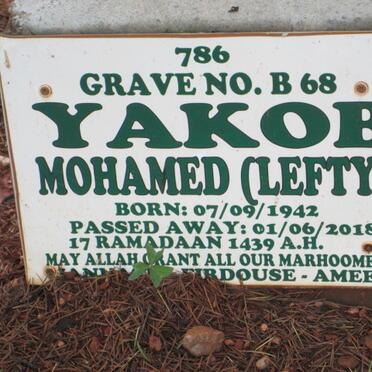 786
GRAVE NO. B 68
YAKOB
MOHAMED (LEFTY
BORN: 07/09/1942
PASSED AWAY: 01/06/2018
17 RAMADAAN 1439 A.H.
MAY ALLAH GRANT ALL OUR MARHOOME
FIRDOUSE - AMEE